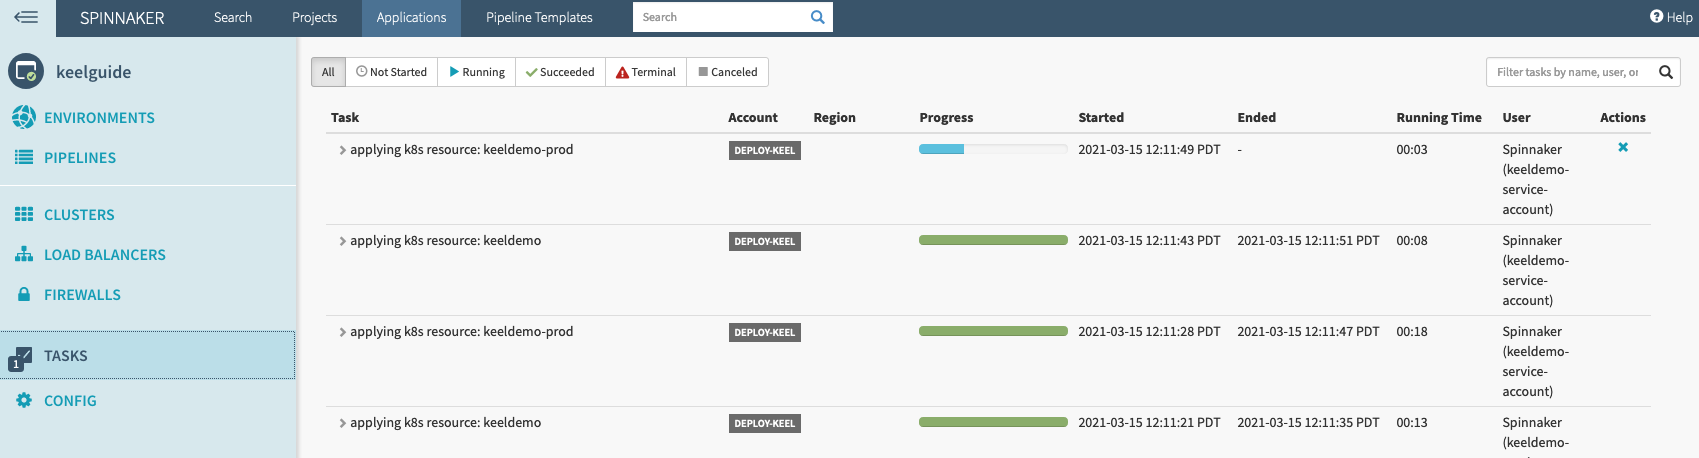 SPINNAKER Search Projects Applications Pipeline Templates Search Help
keelguide
ENVIRONMENTS
PIPELINES
CLUSTERS
LOAD BALANCERS
FIREWALLS
1 TASKS
CONFIG
All Not Started Running Succeeded Terminal Canceled Filter tasks by name, user, or
Task Account Region Progress Started Ended Running Time User Actions
applying k8s resource: keeldemo-prod DEPLOY-KEEL 2021-03-15 12:11:49 PDT - 00:03 Spinnaker
(keeldemo-
service-
account)
applying k8s resource: keeldemo DEPLOY-KEEL 2021-03-15 12:11:43 PDT 2021-03-15 12:11:51 PDT 00:08 Spinnaker
(keeldemo-
service-
account)
applying k8s resource: keeldemo-prod DEPLOY-KEEL 2021-03-15 12:11:28 PDT 2021-03-15 12:11:47 PDT 00:18 Spinnaker
(keeldemo-
service-
account)
applying k8s resource: keeldemo DEPLOY-KEEL 2021-03-15 12:11:21 PDT 2021-03-15 12:11:35 PDT 00:13 Spinnaker
(keeldemo-